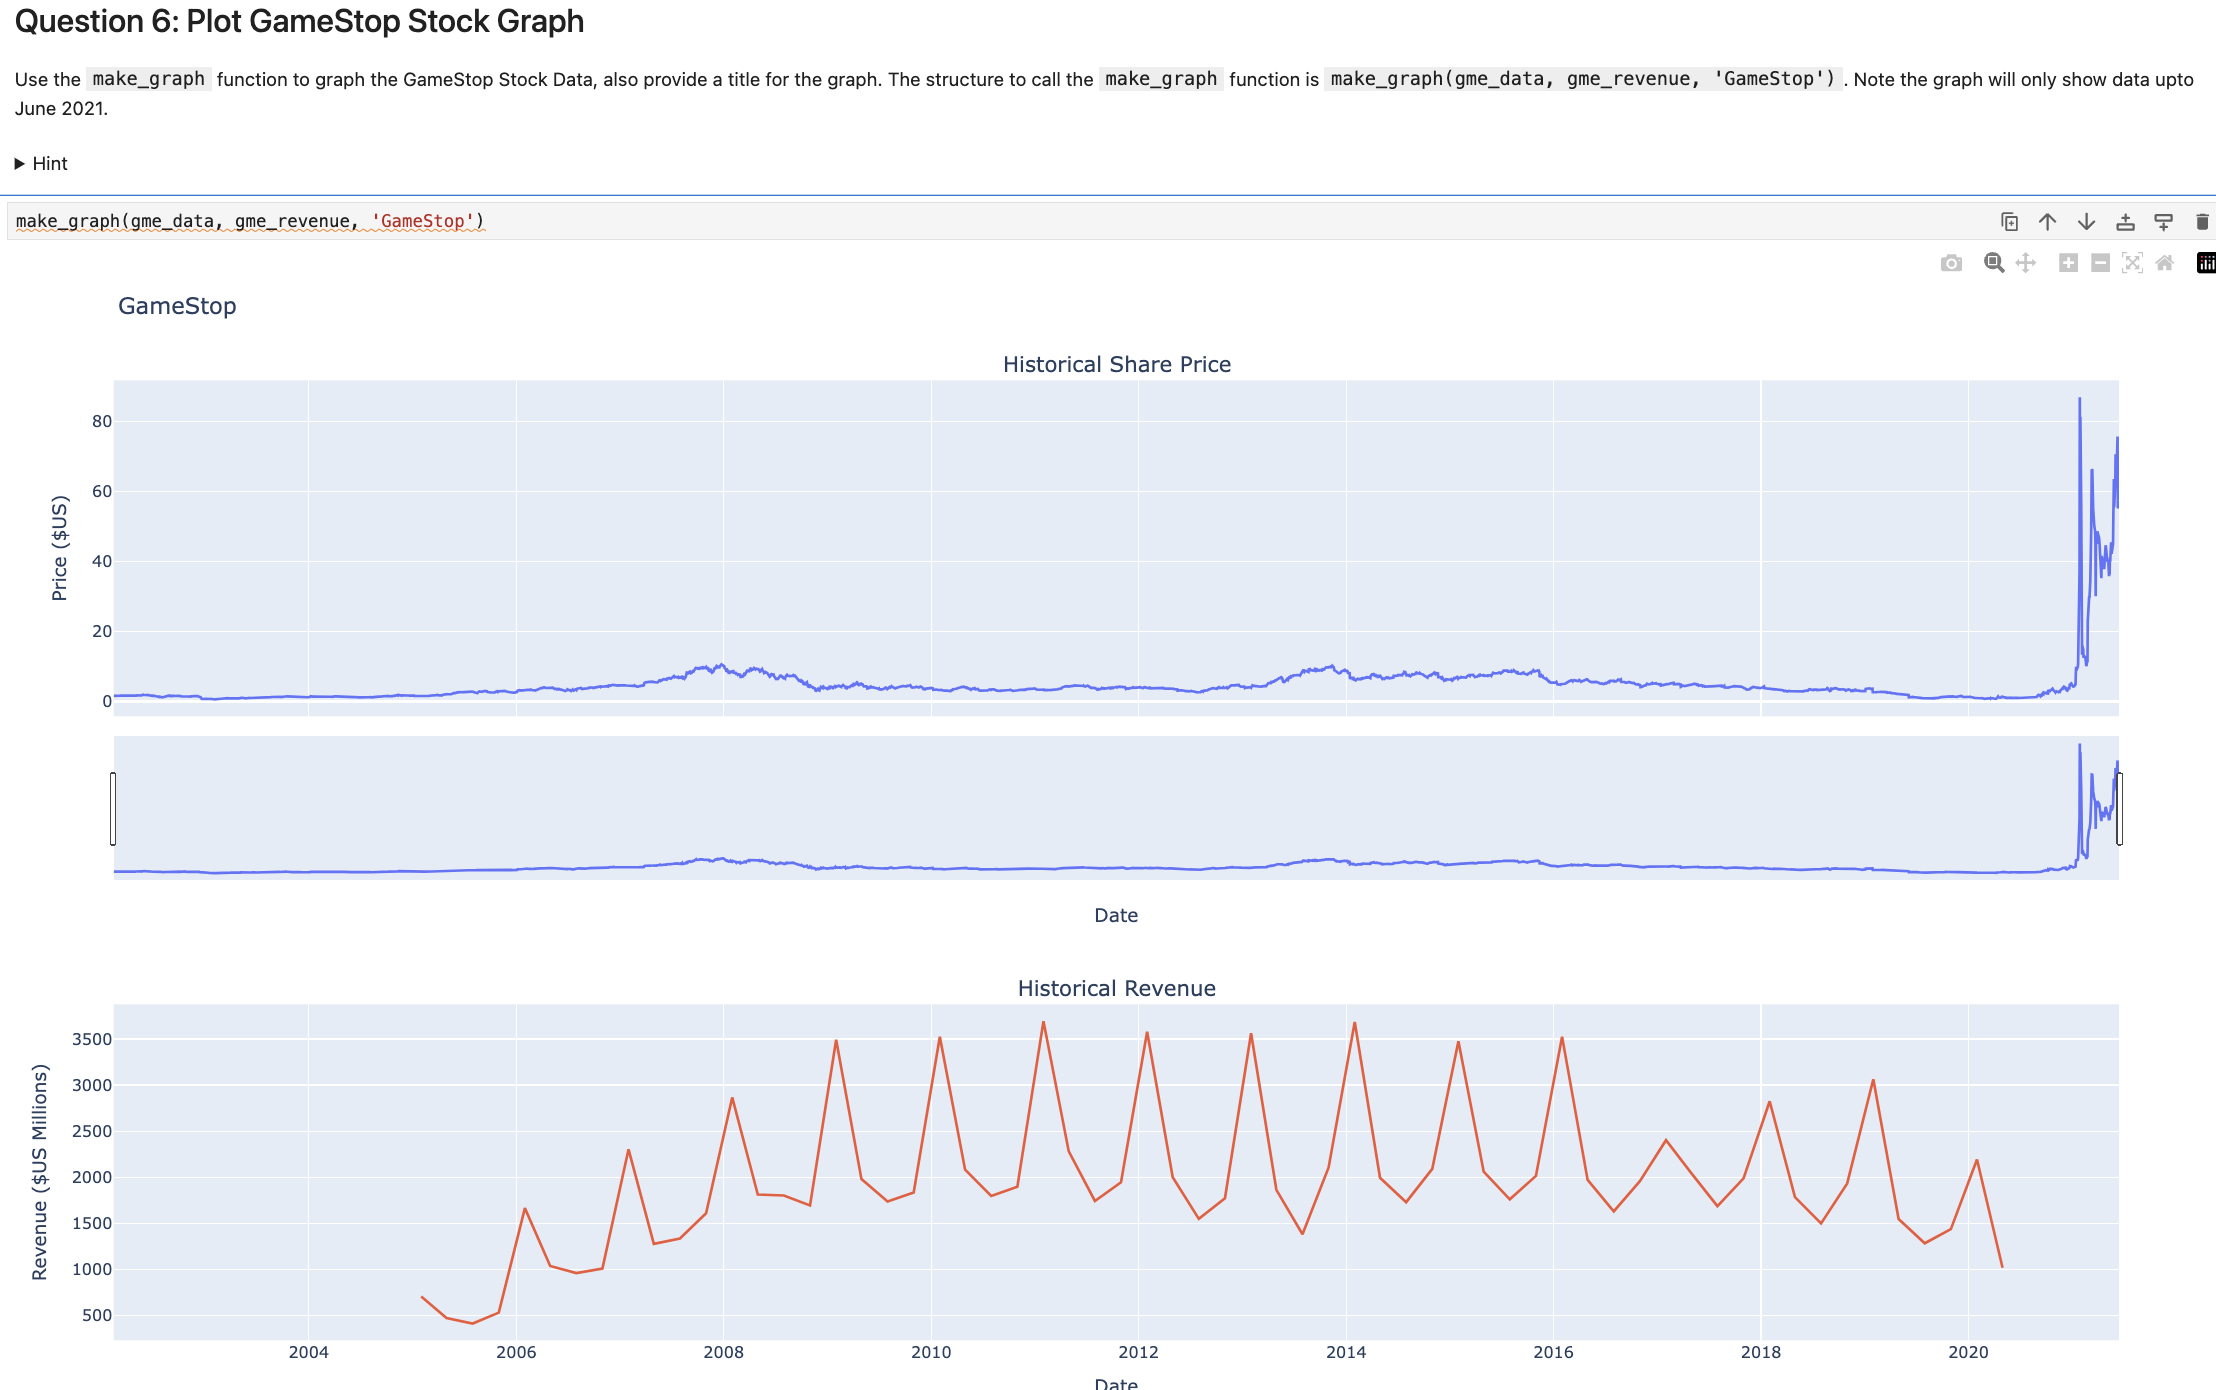 Question 6: Plot GameStop Stock Graph
Use the make_graph function to graph the GameStop Stock Data, also provide a title for the graph. The structure to call the make_graph function is make_graph(gme_data, gme_revenue, 'GameStop') . Note the graph will only show data upto
June 2021.
Hint
make_graph(gme_data, gme_revenue, 'GameStop')
GameStop
Historical Share Price
80
60
40
20
0
Price ($US)
Date
Historical Revenue
3500
3000
2500
2000
1500
1000
500
Revenue ($US Millions)
2004 2006 2008 2010 2012 2014 2016 2018 2020
Date